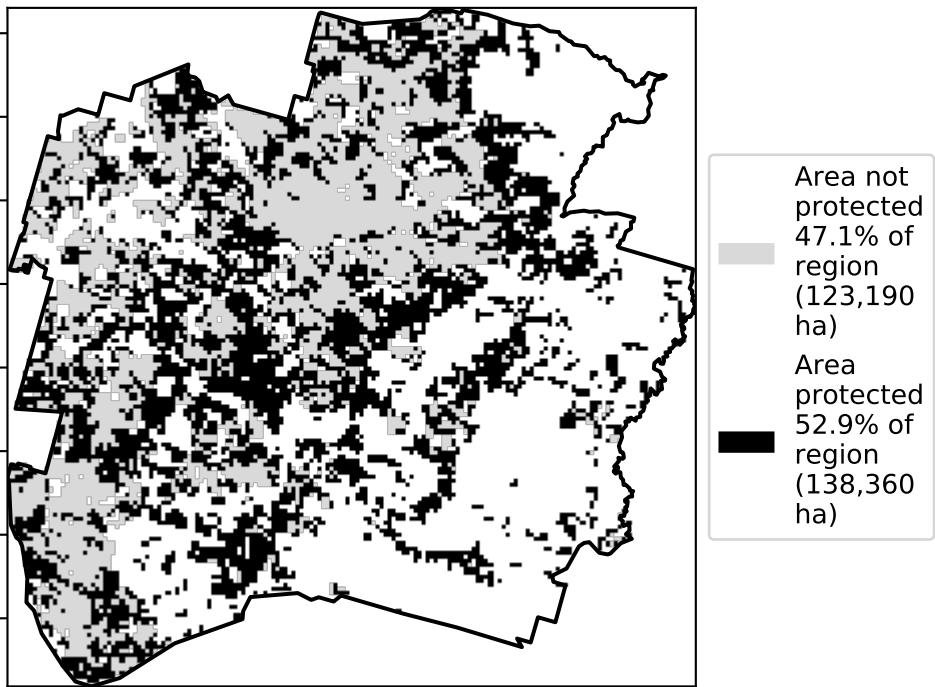 Area not
protected
47.1% of
region
(123,190
ha)
Area
protected
52.9% of
region
(138,360
ha)